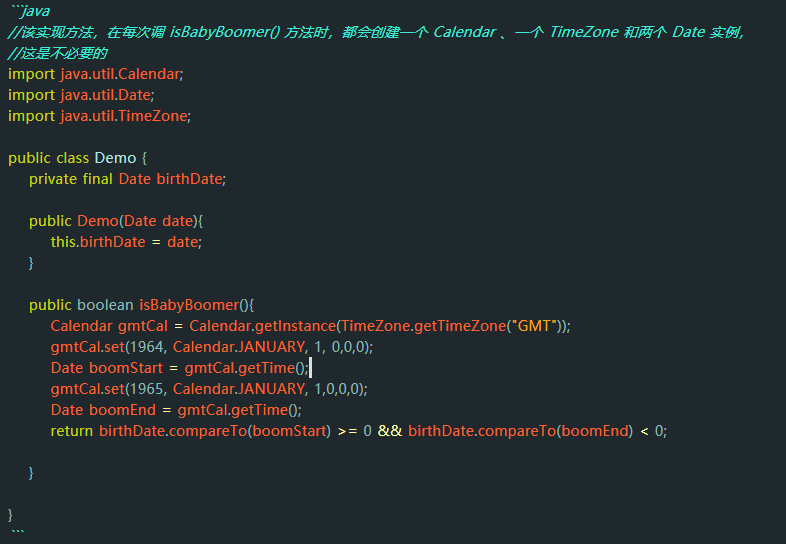 ```java
//该实现方法，在每次调 isBabyBoomer() 方法时，都会创建一个 Calendar 、一个 TimeZone 和两个 Date 实例，
//这是不必要的
import java.util.Calendar;
import java.util.Date;
import java.util.TimeZone;
public class Demo {
private final Date birthDate;
public Demo(Date date){
this.birthDate = date;
}
public boolean isBabyBoomer(){
Calendar gmtCal = Calendar.getInstance(TimeZone.getTimeZone("GMT"));
gmtCal.set(1964, Calendar.JANUARY, 1, 0,0,0);
Date boomStart = gmtCal.getTime();
gmtCal.set(1965, Calendar.JANUARY, 1,0,0,0);
Date boomEnd = gmtCal.getTime();
return birthDate.compareTo(boomStart) >= 0 && birthDate.compareTo(boomEnd) < 0;
}
}
```